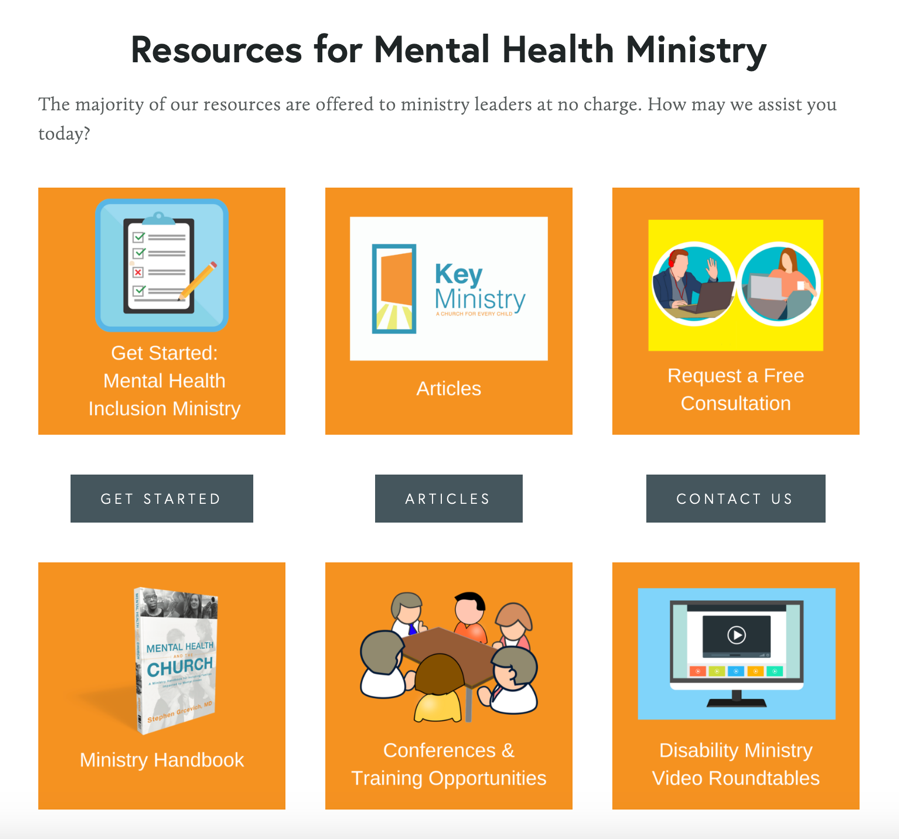 Resources for Mental Health Ministry
The majority of our resources are offered to ministry leaders at no charge. How may we assist you
today?
Get Started:
Mental Health
Inclusion Ministry
Key
Ministry
A CHURCH FOR EVERY CHILD
Articles
Request a Free
Consultation
GET STARTED
ARTICLES
CONTACT US
MENTAL HEALTH
AND THE
CHURCH
Stephen Grcevich, MD
Ministry Handbook
Conferences &
Training Opportunities
Disability Ministry
Video Roundtables